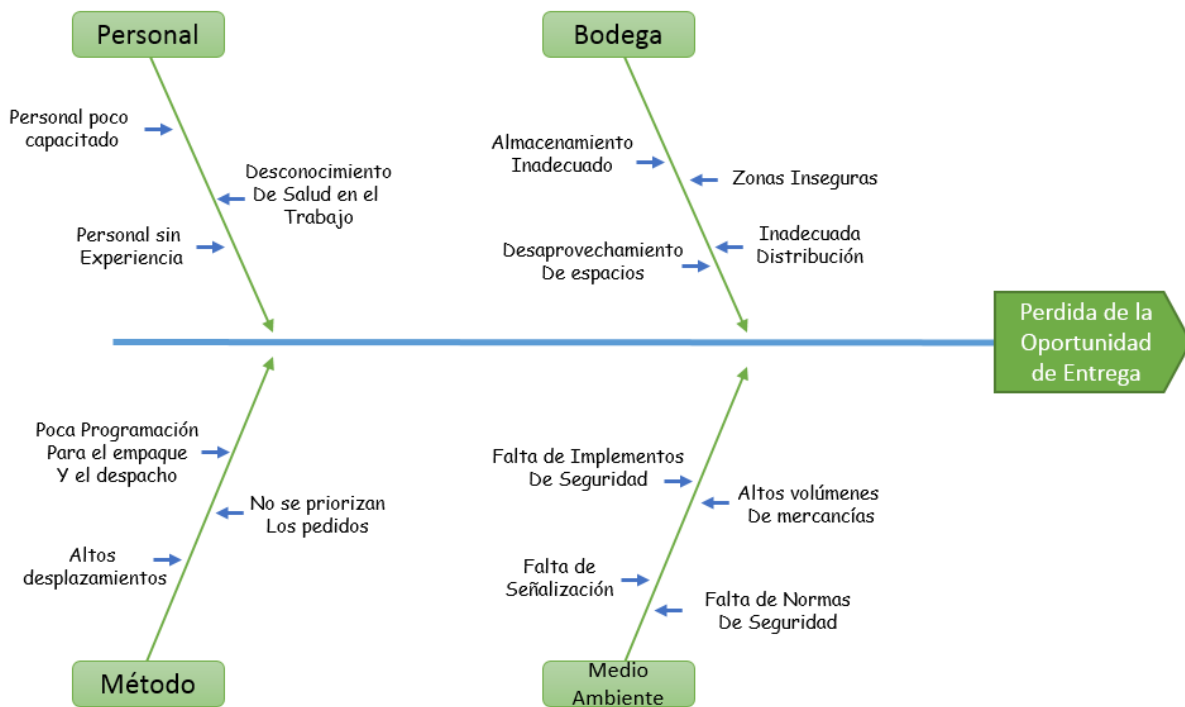 Personal
Bodega
Personal poco
capacitado
Desconocimiento
De Salud en el
Trabajo
Personal sin
Experiencia
Almacenamiento
Inadecuado
Zonas Inseguras
Inadecuada
Distribución
Desaprovechamiento
De espacios
Perdida de la
Oportunidad
de Entrega
Poca Programación
Para el empaque
Y el despacho
No se priorizan
Los pedidos
Altos
desplazamientos
Falta de Implementos
De Seguridad
Altos volúmenes
De mercancías
Falta de
Señalización
Falta de Normas
De Seguridad
Método
Medio
Ambiente